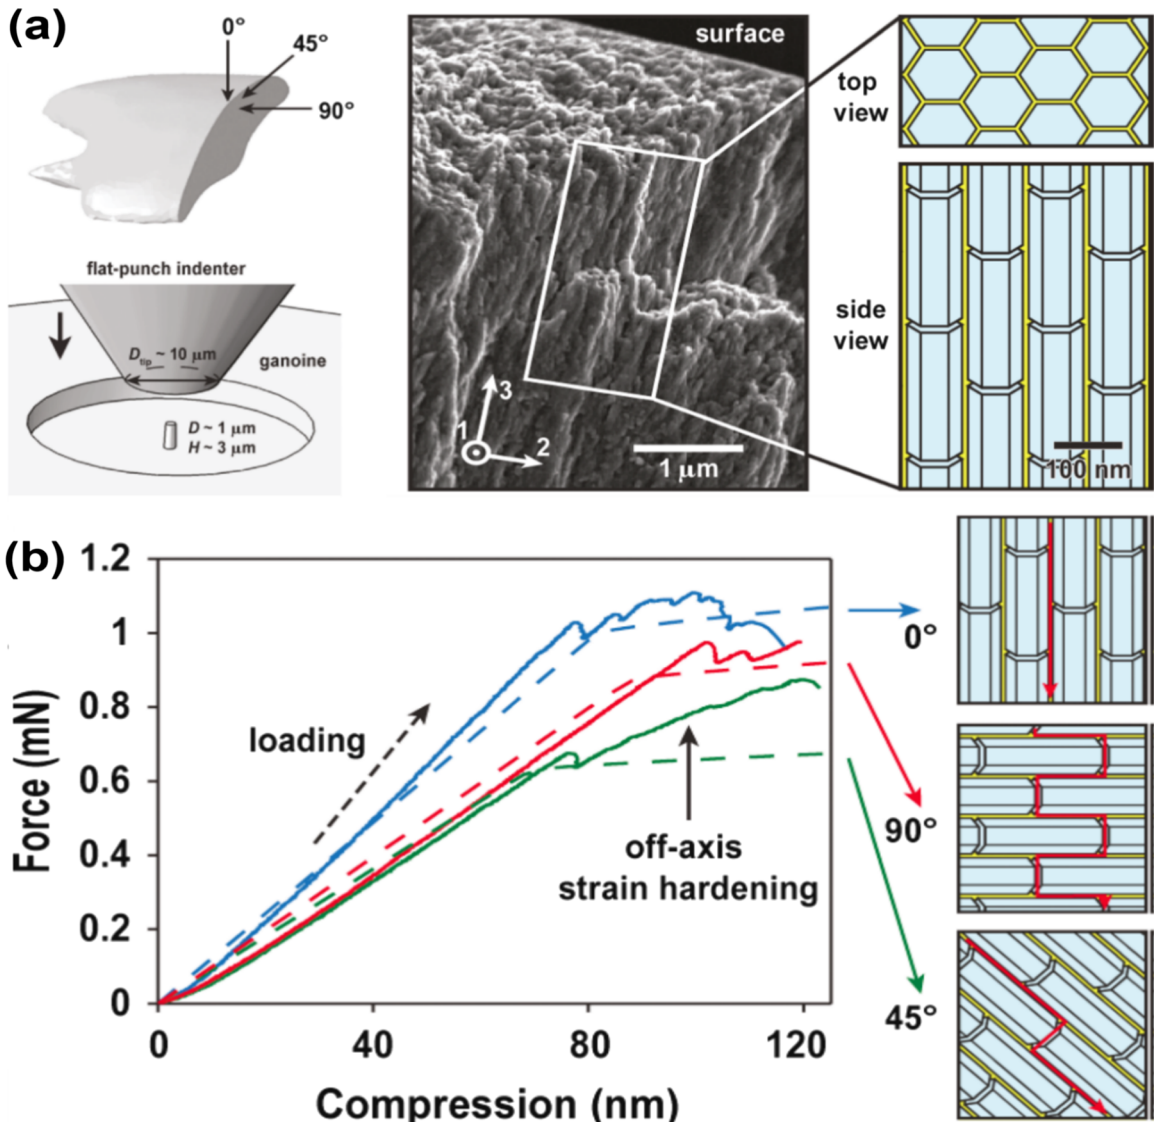 (a)
0°
45°
90°
flat-punch indenter
D_tip ~ 10 μm
ganoine
D ~ 1 μm
H ~ 3 μm
surface
3
1
2
1 μm
top
view
side
view
100 nm
(b)
1.2
1
0.8
0.6
0.4
0.2
0
Force (mN)
loading
off-axis
strain hardening
0
40
80
120
Compression (nm)
0°
90°
45°